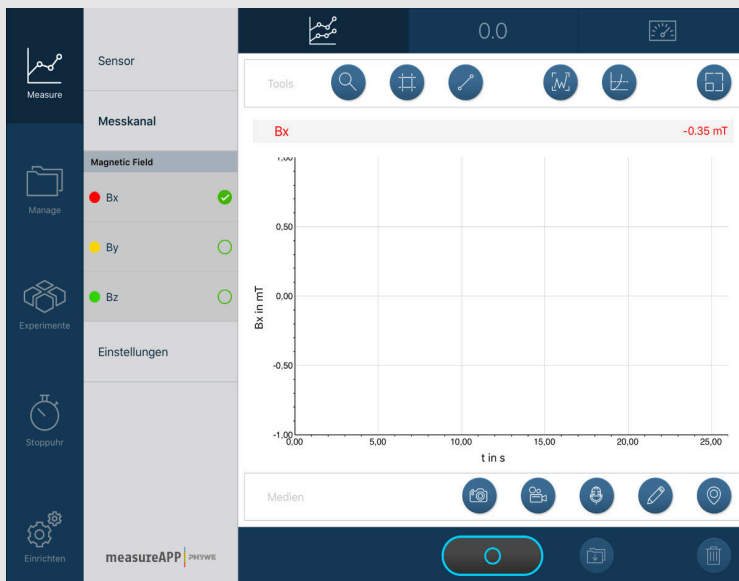 Measure
Manage
Experimente
Stoppuhr
Einrichten
Sensor
Messkanal
Magnetic Field
Bx
By
Bz
Einstellungen
measureAPP PHYWE
0.0
Tools
Bx -0.35 mT
1,00
0,50
0,00
-0,50
-1,00
Bx in mT
0,00 5,00 10,00 15,00 20,00 25,00
t in s
Medien